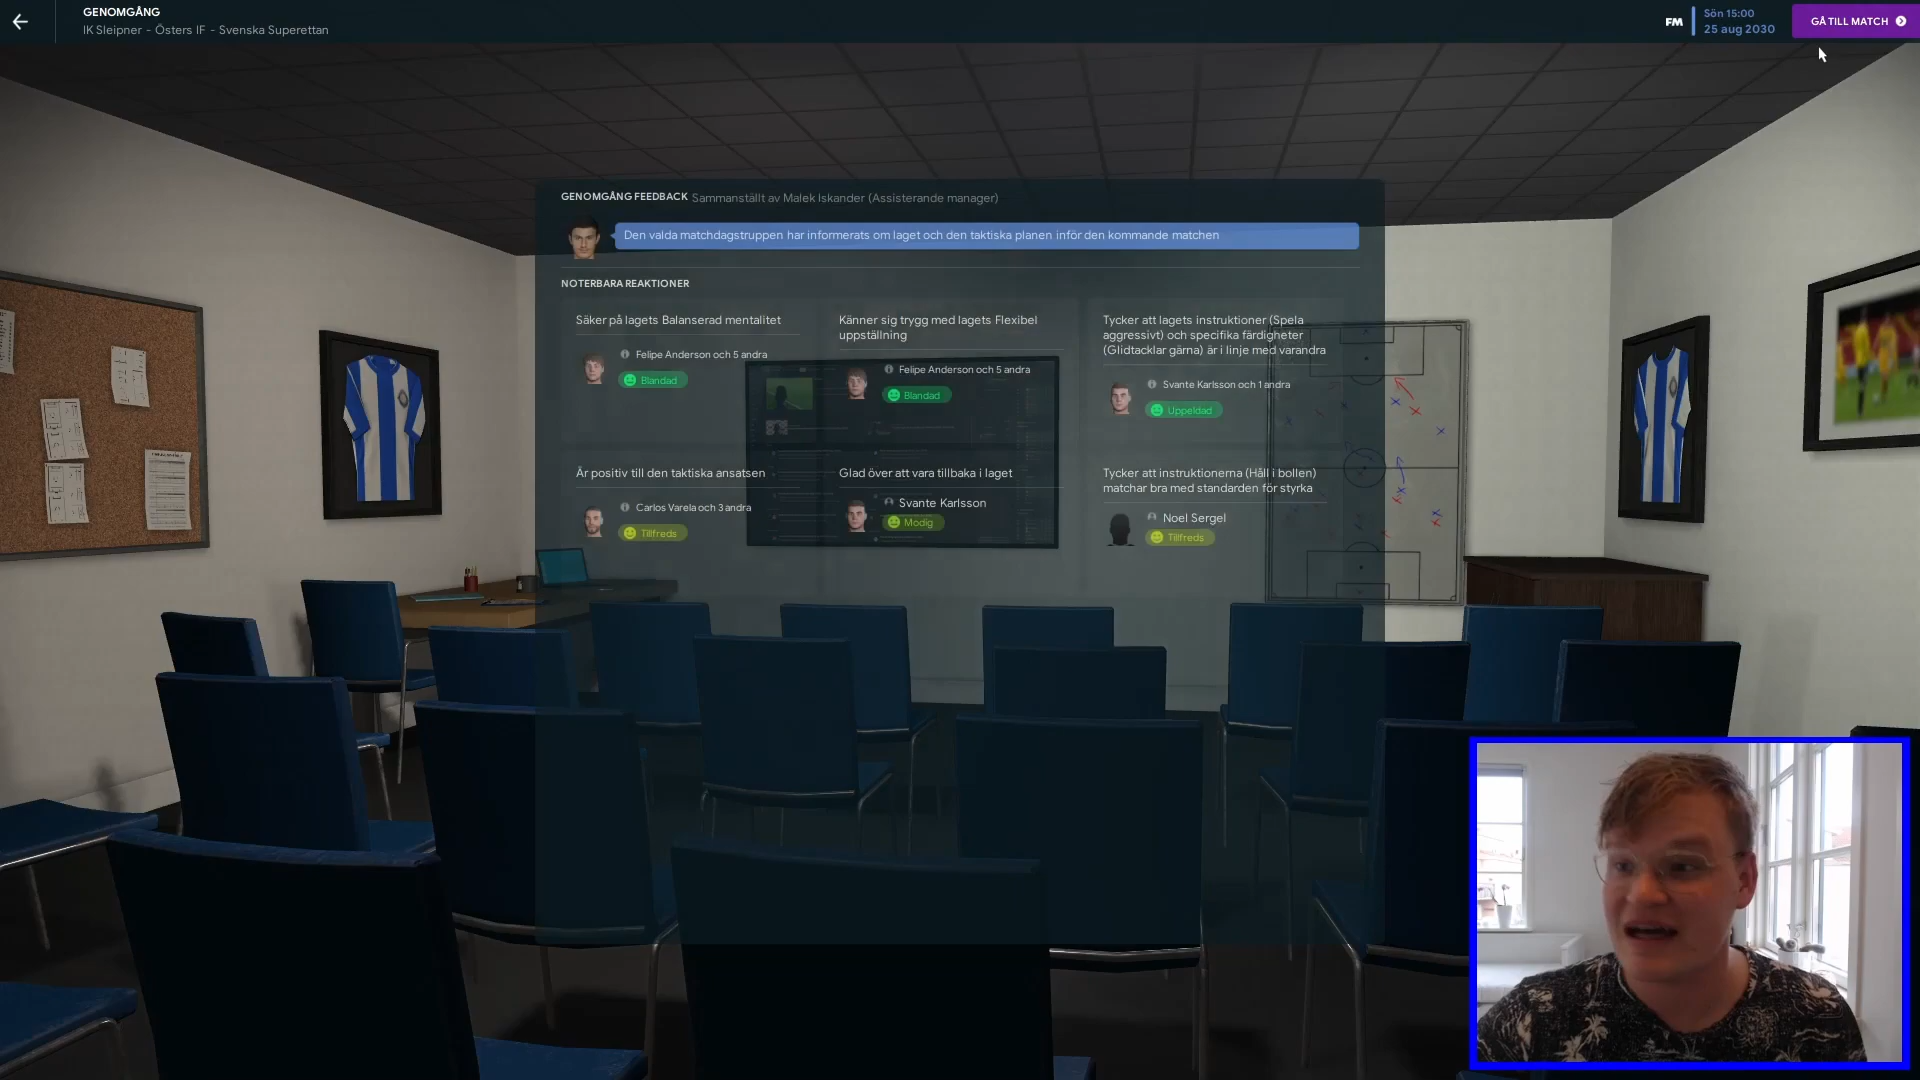 GENOMGÅNG
IK Sleipner - Östers IF - Svenska Superettan
FM
Sön 15:00
25 aug 2030
GÅ TILL MATCH
GENOMGÅNG FEEDBACK Sammanställt av Malek Iskander (Assisterande manager)
Den valda matchdagstruppen har informerats om laget och den taktiska planen inför den kommande matchen
NOTERBARA REAKTIONER
Säker på lagets Balanserad mentalitet
Felipe Anderson och 5 andra
Blandad
Känner sig trygg med lagets Flexibel
uppställning
Felipe Anderson och 5 andra
Blandad
Tycker att lagets instruktioner (Spela
aggressivt) och specifika färdigheter
(Glidtacklar gärna) är i linje med varandra
Svante Karlsson och 1 andra
Uppeldad
Är positiv till den taktiska ansatsen
Carlos Varela och 3 andra
Tillfreds
Glad över att vara tillbaka i laget
Svante Karlsson
Modig
Tycker att instruktionerna (Håll i bollen)
matchar bra med standarden för styrka
Noel Sergel
Tillfreds